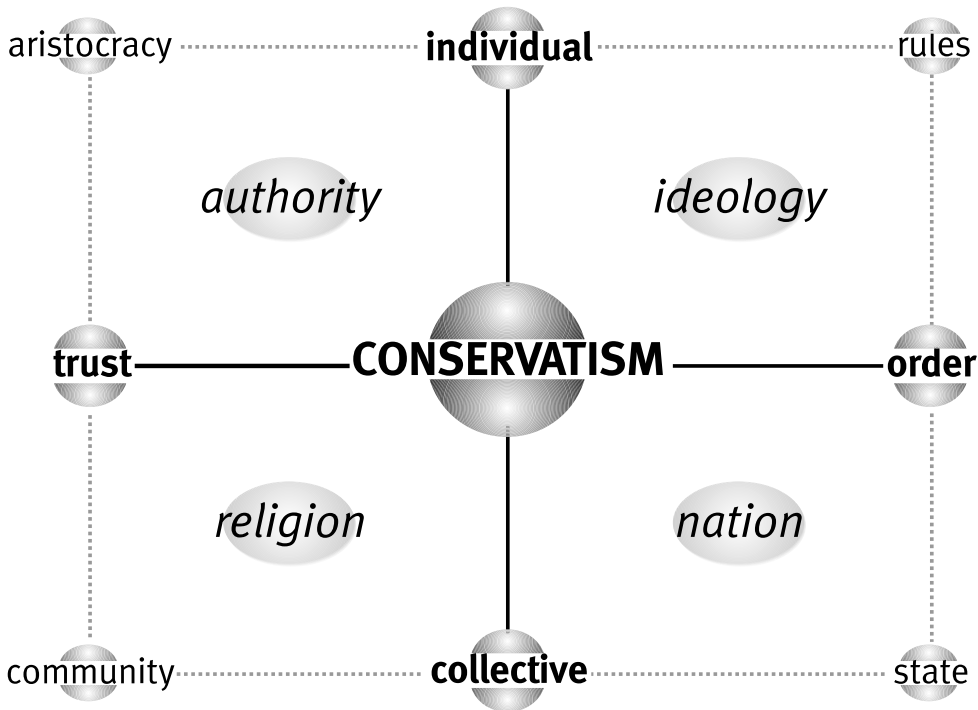 aristocracy
individual
rules
authority
ideology
trust
CONSERVATISM
order
religion
nation
community
collective
state